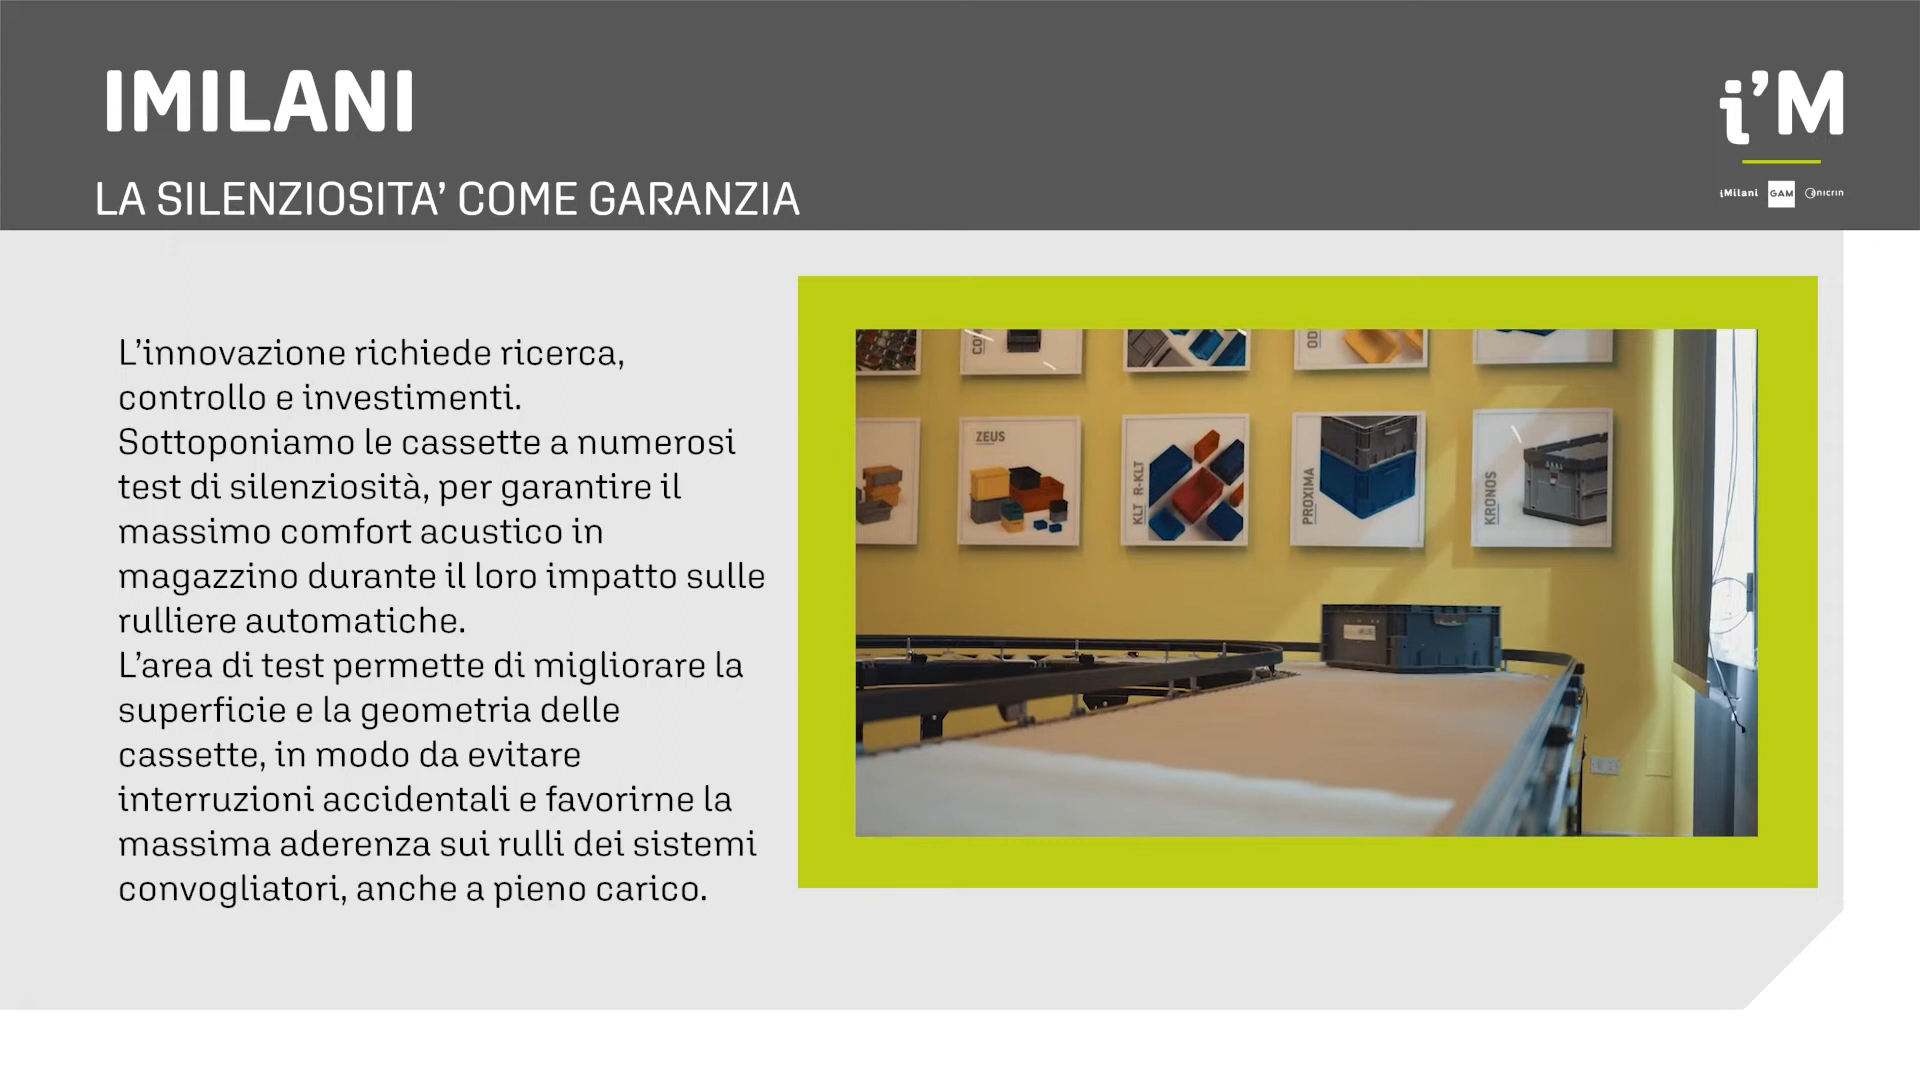 IMILANI
LA SILENZIOSITA’ COME GARANZIA
i’M
iMilani GAM Onicrin
L’innovazione richiede ricerca,
controllo e investimenti.
Sottoponiamo le cassette a numerosi
test di silenziosità, per garantire il
massimo comfort acustico in
magazzino durante il loro impatto sulle
rulliere automatiche.
L’area di test permette di migliorare la
superficie e la geometria delle
cassette, in modo da evitare
interruzioni accidentali e favorirne la
massima aderenza sui rulli dei sistemi
convogliatori, anche a pieno carico.
ZEUS
KLT R-KLT
PROXIMA
KRONOS